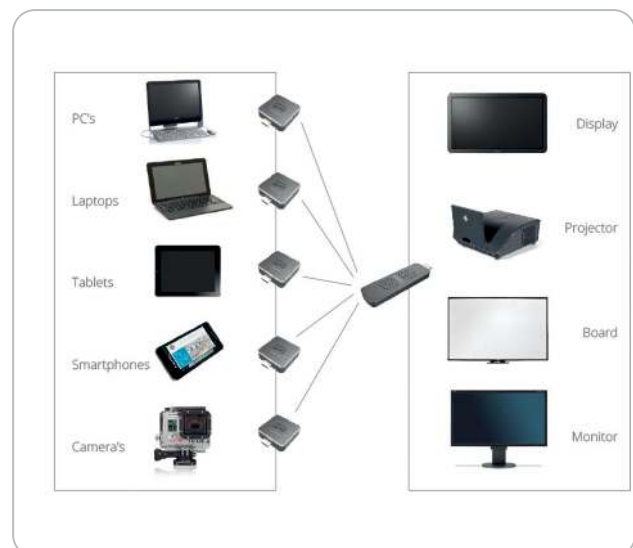 PC's
Laptops
Tablets
Smartphones
Camera's
Display
Projector
Board
Monitor